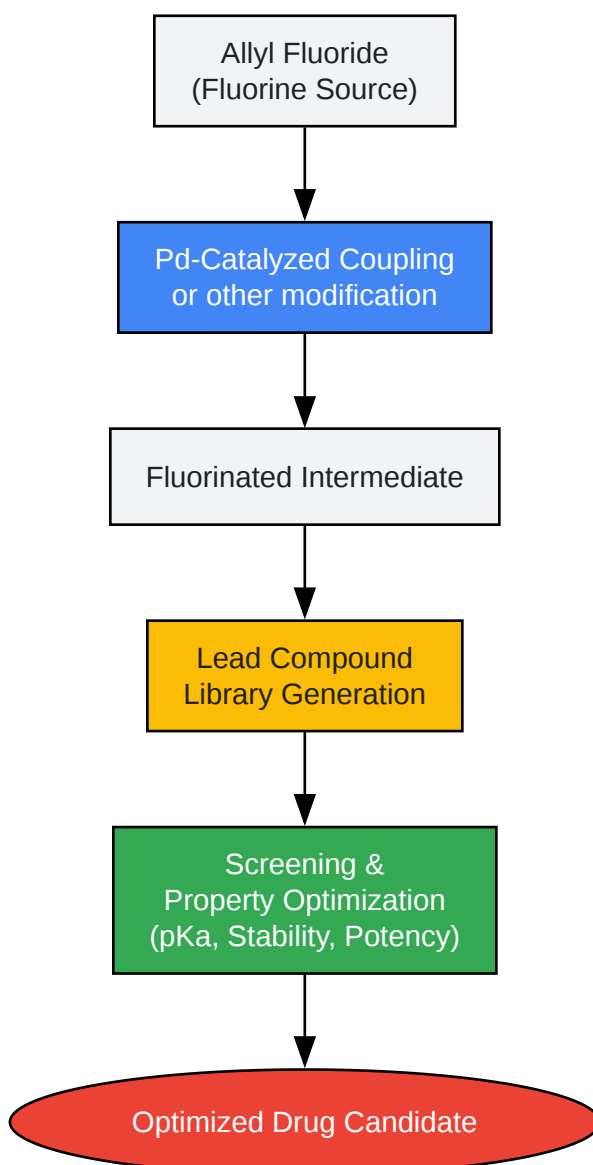 Allyl Fluoride
(Fluorine Source)
Pd-Catalyzed Coupling
or other modification
Fluorinated Intermediate
Lead Compound
Library Generation
Screening &
Property Optimization
(pKa, Stability, Potency)
Optimized Drug Candidate